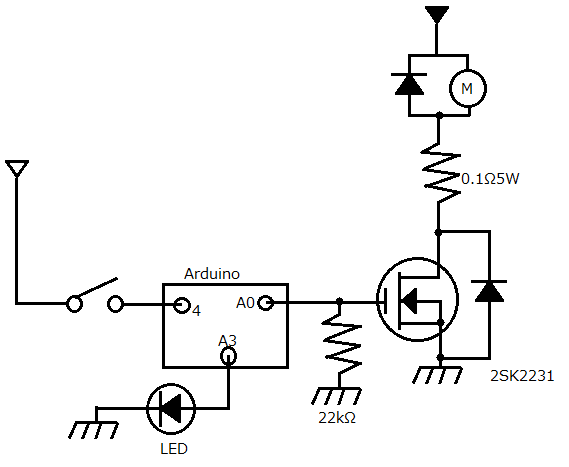 M
0.1Ω5W
Arduino
4
A0
A3
2SK2231
22kΩ
LED